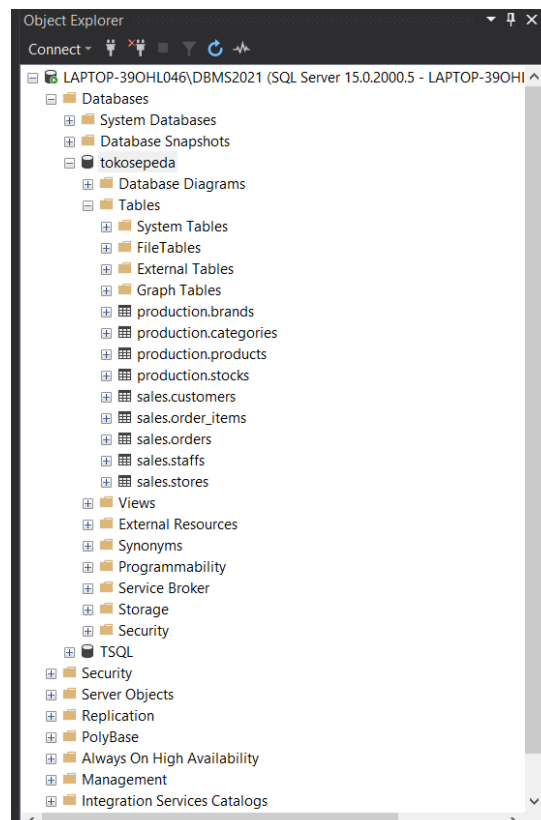 Object Explorer
Connect
LAPTOP-39OHL046\DBMS2021 (SQL Server 15.0.2000.5 - LAPTOP-39OHI
Databases
System Databases
Database Snapshots
tokosepeda
Database Diagrams
Tables
System Tables
FileTables
External Tables
Graph Tables
production.brands
production.categories
production.products
production.stocks
sales.customers
sales.order_items
sales.orders
sales.staffs
sales.stores
Views
External Resources
Synonyms
Programmability
Service Broker
Storage
Security
TSQL
Security
Server Objects
Replication
PolyBase
Always On High Availability
Management
Integration Services Catalogs